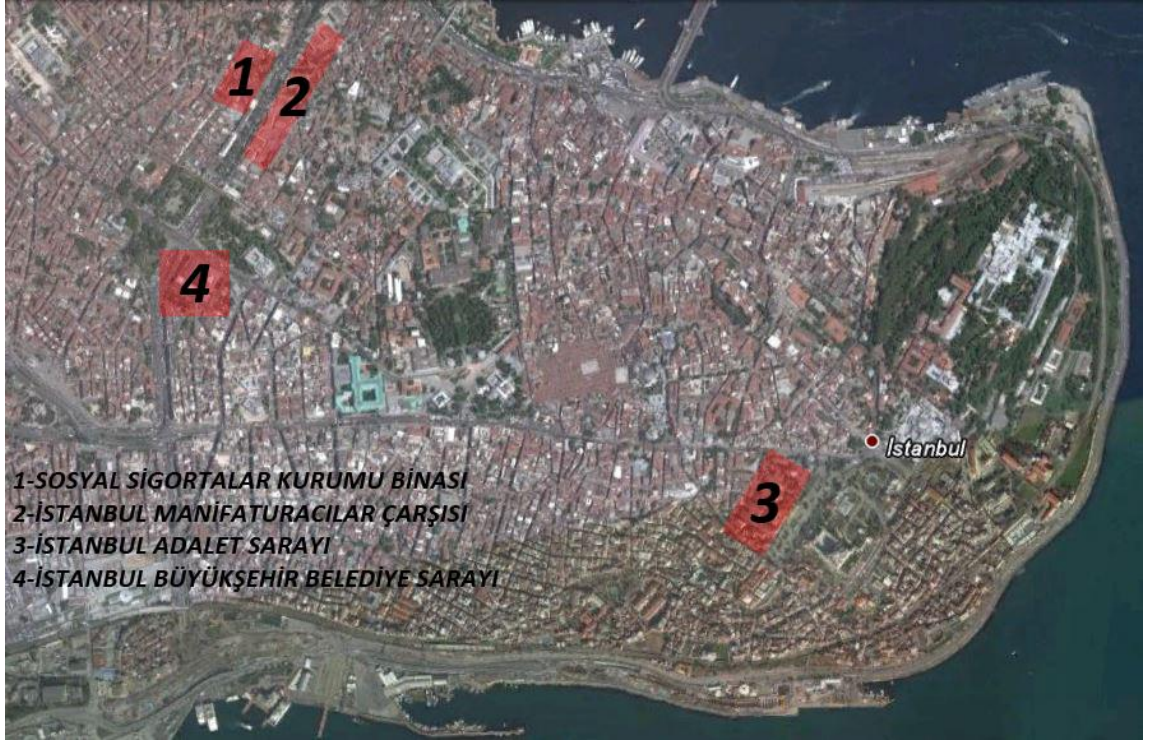 1
2
4
İstanbul
3
1-SOSYAL SİGORTALAR KURUMU BİNASI
2-İSTANBUL MANİFATURACILAR ÇARŞISI
3-İSTANBUL ADALET SARAYI
4-İSTANBUL BÜYÜKŞEHİR BELEDİYE SARAYI